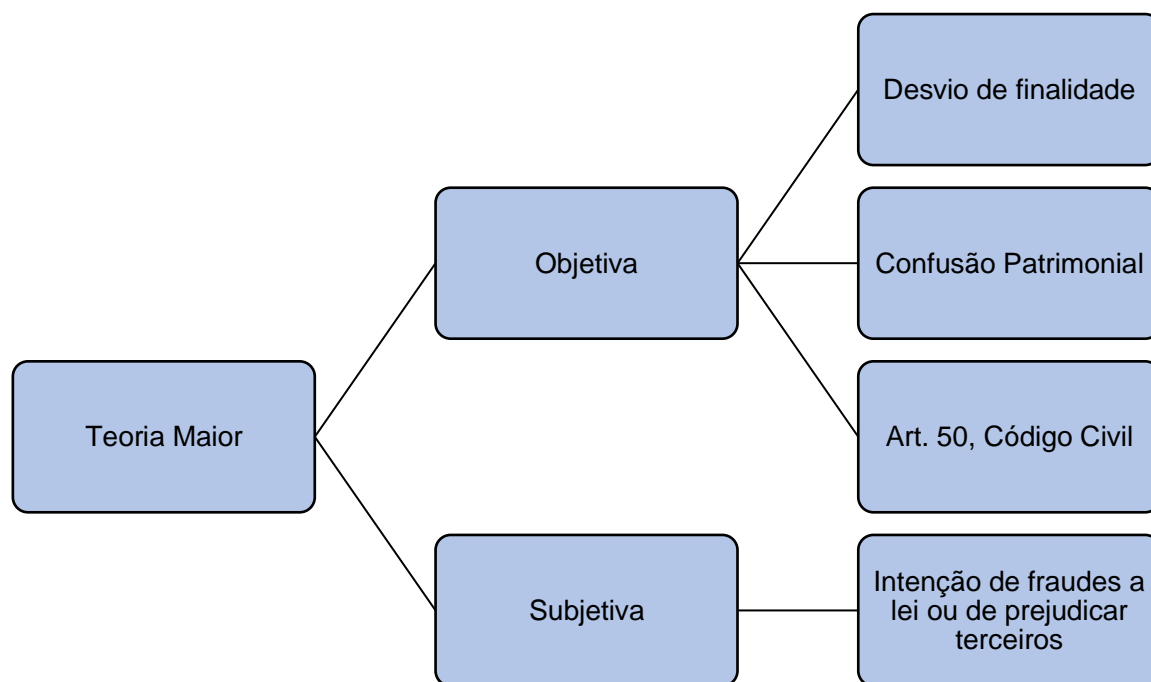 Desvio de finalidade
Objetiva
Confusão Patrimonial
Teoria Maior
Art. 50, Código Civil
Subjetiva
Intenção de fraudes a
lei ou de prejudicar
terceiros